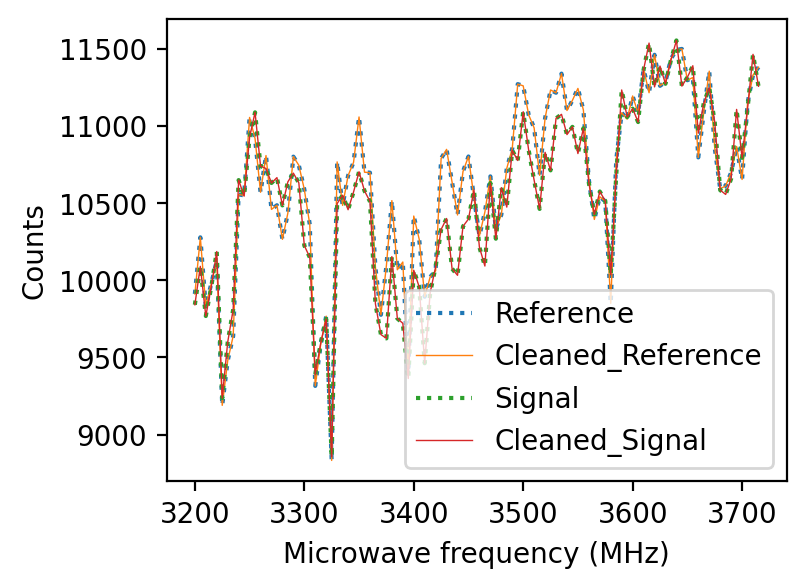 11500
11000
10500
10000
9500
9000
Counts
Reference
Cleaned_Reference
Signal
Cleaned_Signal
3200 3300 3400 3500 3600 3700
Microwave frequency (MHz)